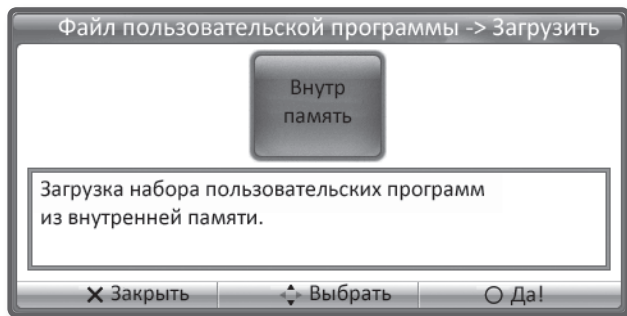 Файл пользовательской программы -> Загрузить
Внутр
память
Загрузка набора пользовательских программ
из внутренней памяти.
✕ Закрыть Выбрать ○ Да!